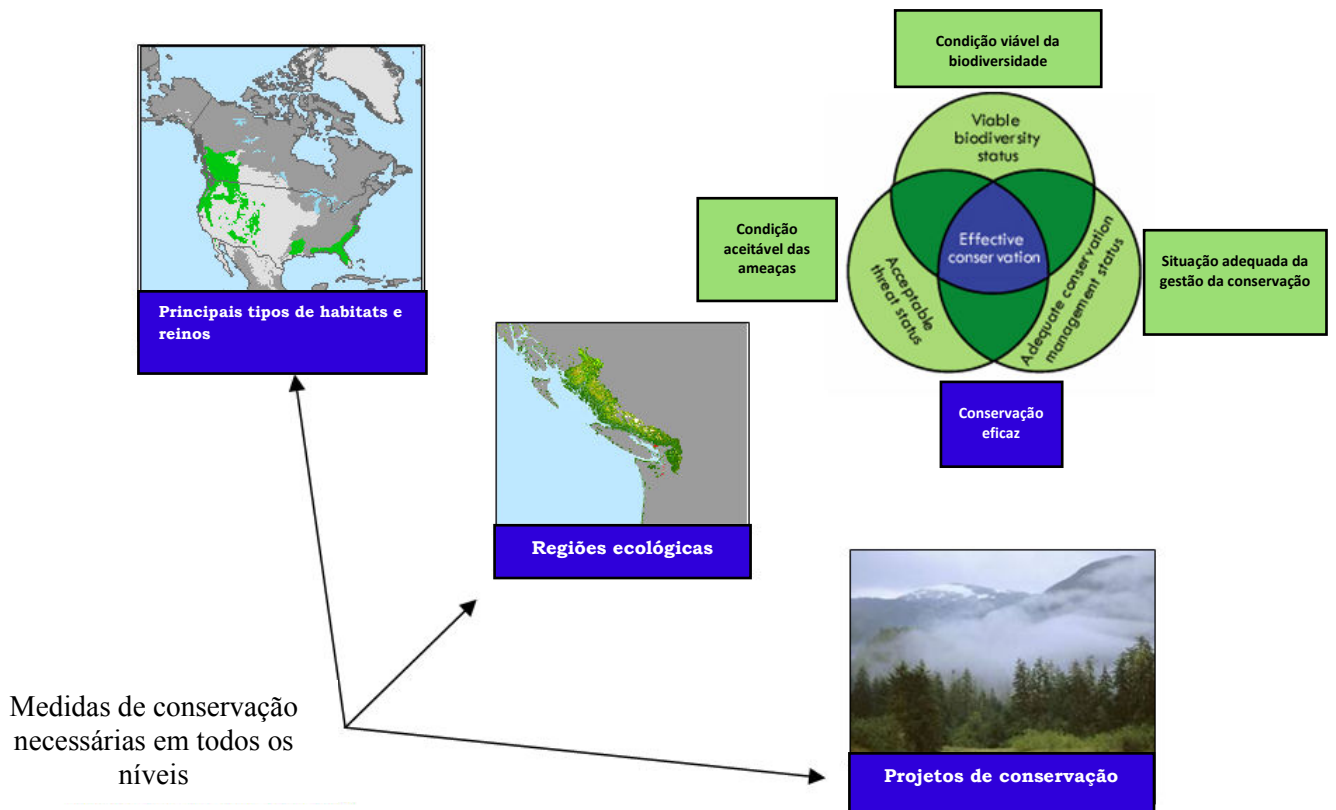 Condição viável da
biodiversidade
Viable
biodiversity
status
Condição
aceitável das
ameaças
Effective
conservation
Acceptable
threat status
Adequate conservation
management status
Situação adequada da
gestão da conservação
Conservação
eficaz
Principais tipos de habitats e
reinos
Regiões ecológicas
Medidas de conservação
necessárias em todos os
níveis
Projetos de conservação